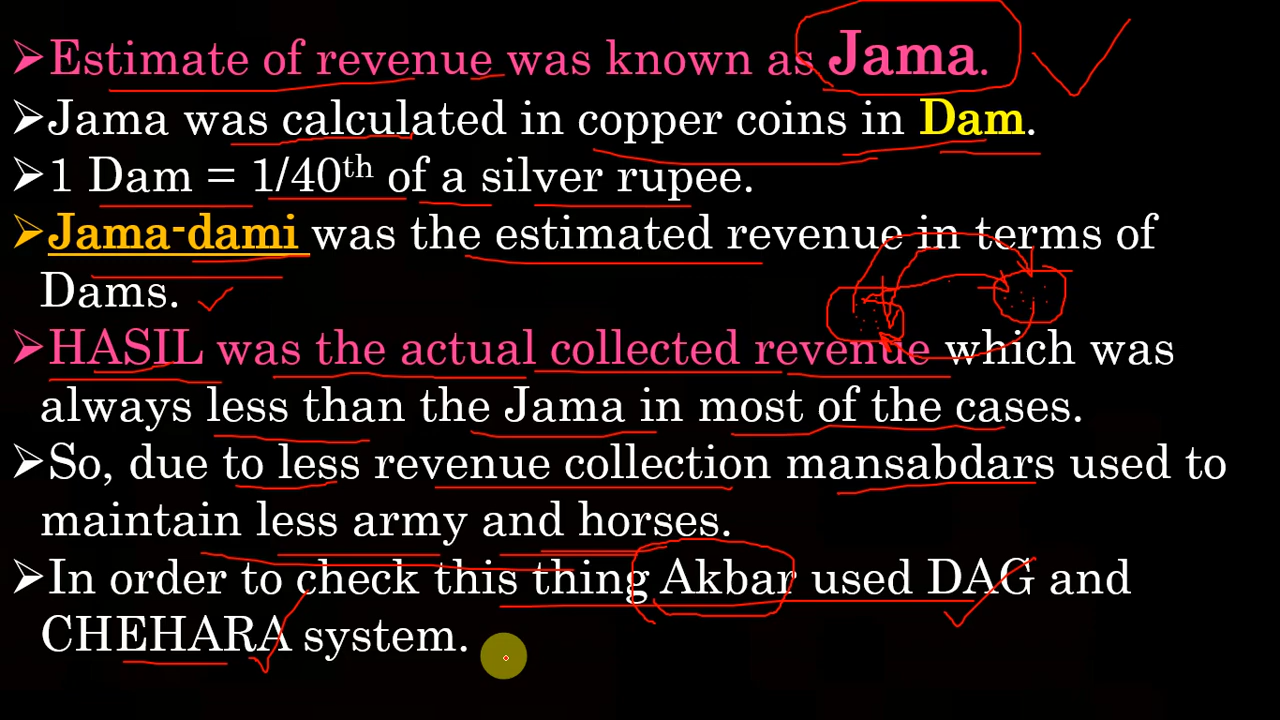 ➢Estimate of revenue was known as Jama.
➢Jama was calculated in copper coins in Dam.
➢1 Dam = 1/40th of a silver rupee.
➢Jama-dami was the estimated revenue in terms of
Dams.
➢HASIL was the actual collected revenue which was
always less than the Jama in most of the cases.
➢So, due to less revenue collection mansabdars used to
maintain less army and horses.
➢In order to check this thing Akbar used DAG and
CHEHARA system.